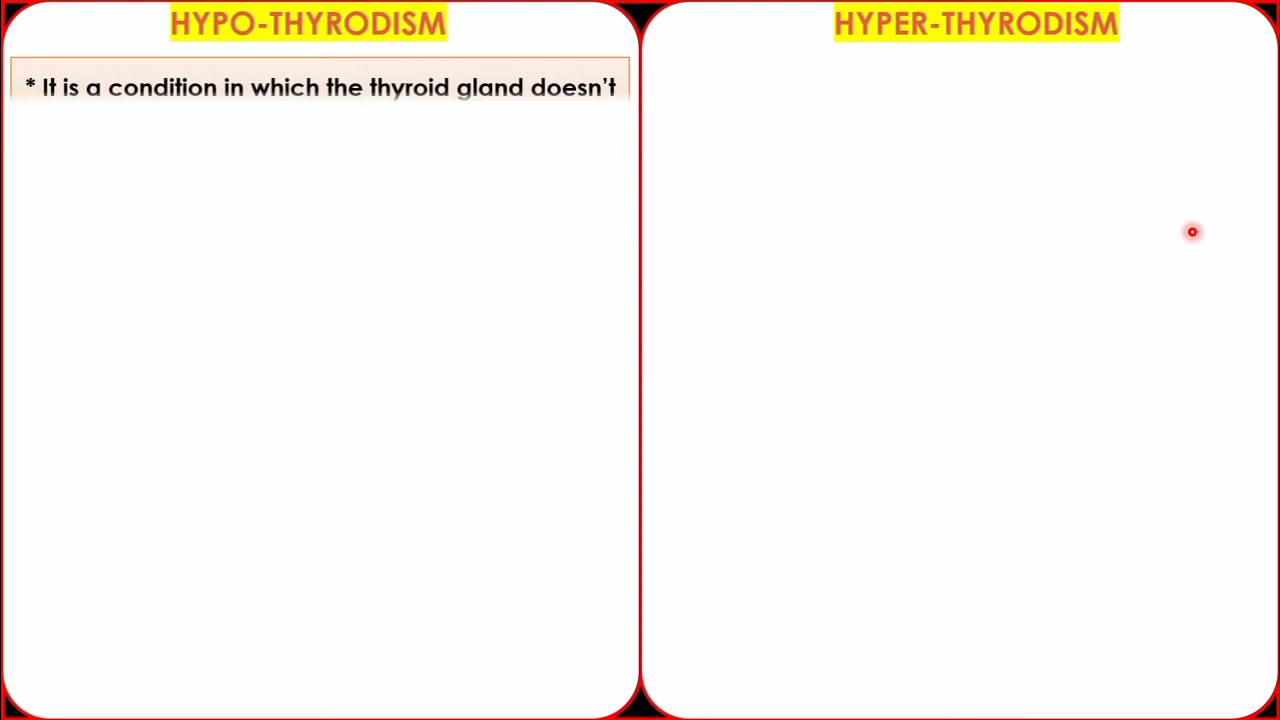 HYPO-THYRODISM
* It is a condition in which the thyroid gland doesn’t
HYPER-THYRODISM